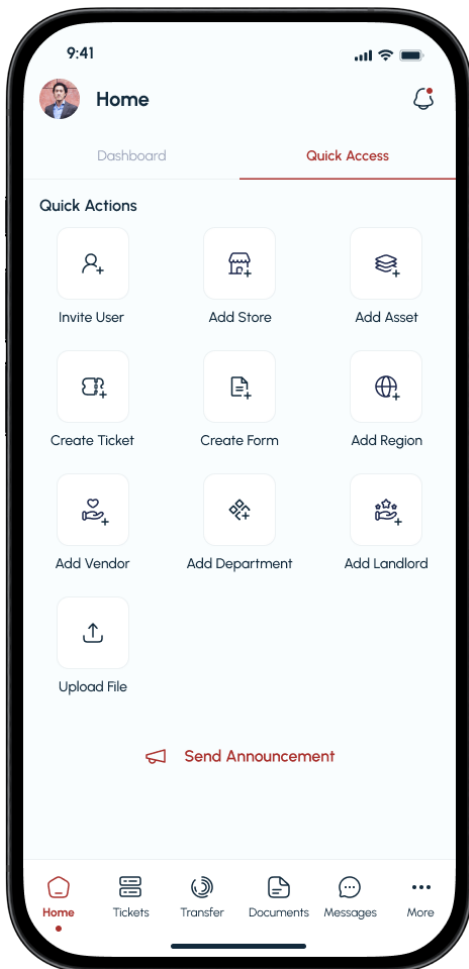 9:41
Home
Dashboard Quick Access
Quick Actions
Invite User Add Store Add Asset
Create Ticket Create Form Add Region
Add Vendor Add Department Add Landlord
Upload File
Send Announcement
Home Tickets Transfer Documents Messages More